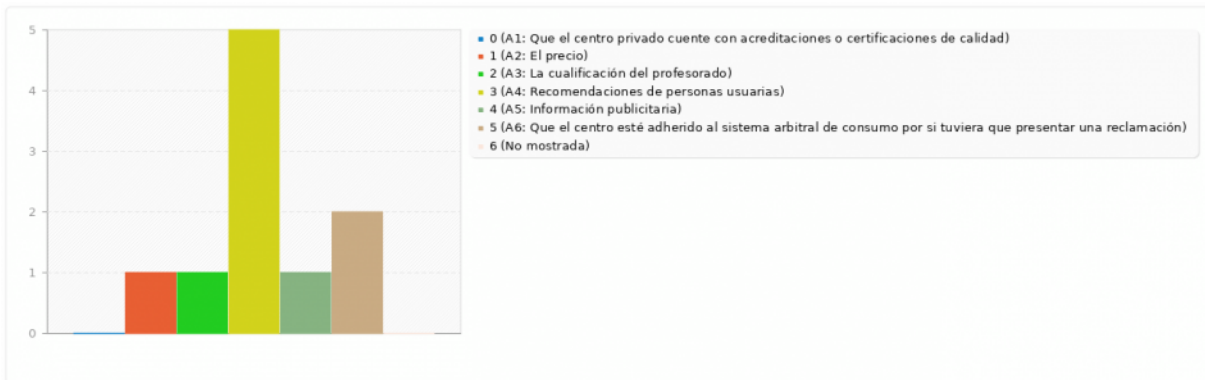 5
4
3
2
1
0
0 (A1: Que el centro privado cuente con acreditaciones o certificaciones de calidad)
1 (A2: El precio)
2 (A3: La cualificación del profesorado)
3 (A4: Recomendaciones de personas usuarias)
4 (A5: Información publicitaria)
5 (A6: Que el centro esté adherido al sistema arbitral de consumo por si tuviera que presentar una reclamación)
6 (No mostrada)